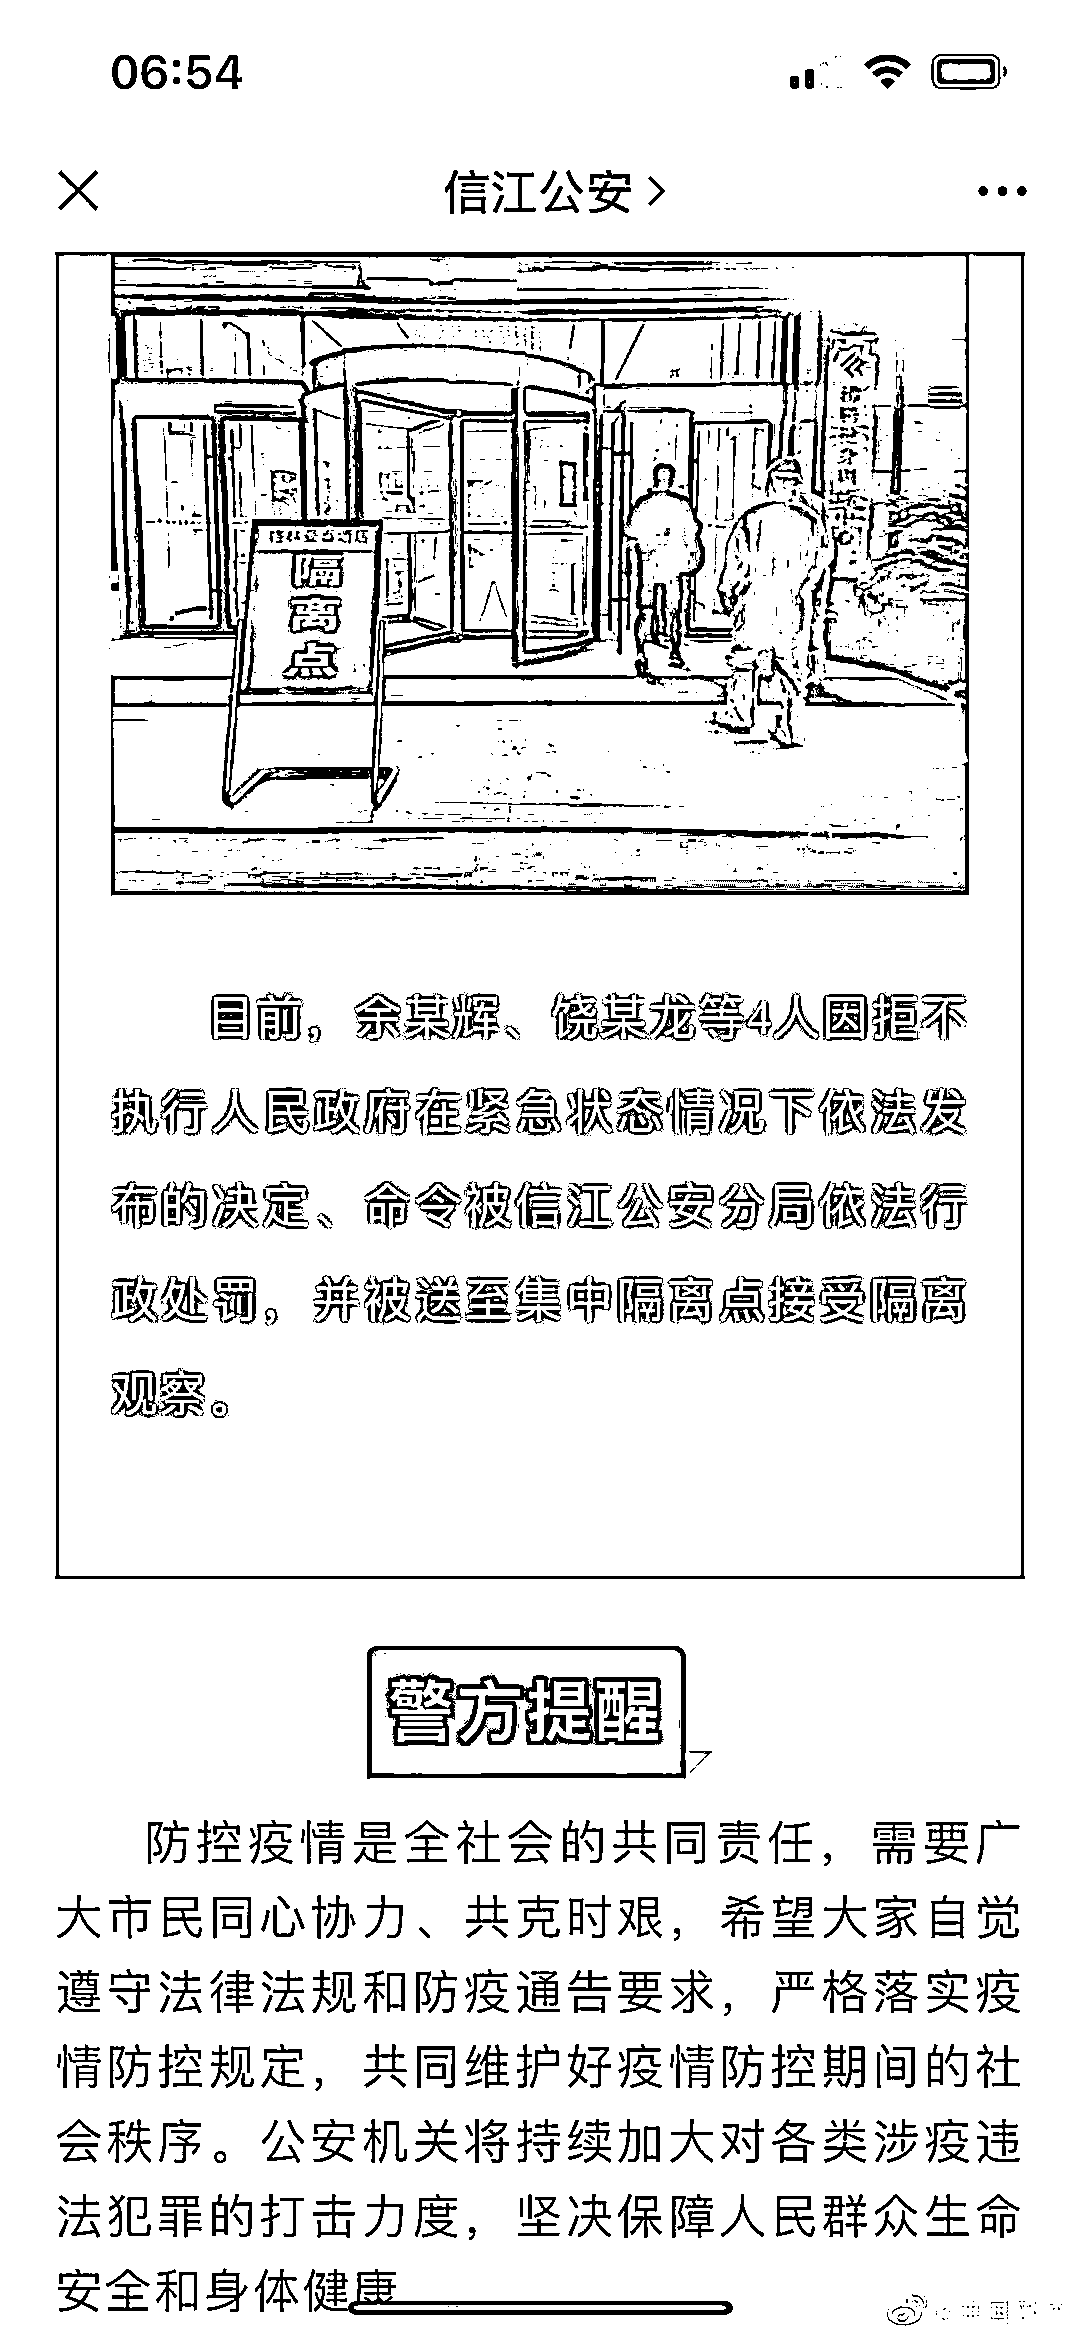 06:54
信江公安
隔
离
点
目前，余某辉、饶某龙等4人因拒不
执行人民政府在紧急状态情况下依法发
布的决定、命令被信江公安分局依法行
政处罚，并被送至集中隔离点接受隔离
观察。
警方提醒
防控疫情是全社会的共同责任，需要广
大市民同心协力、共克时艰，希望大家自觉
遵守法律法规和防疫通告要求，严格落实疫
情防控规定，共同维护好疫情防控期间的社
会秩序。公安机关将持续加大对各类涉疫违
法犯罪的打击力度，坚决保障人民群众生命
安全和身体健康